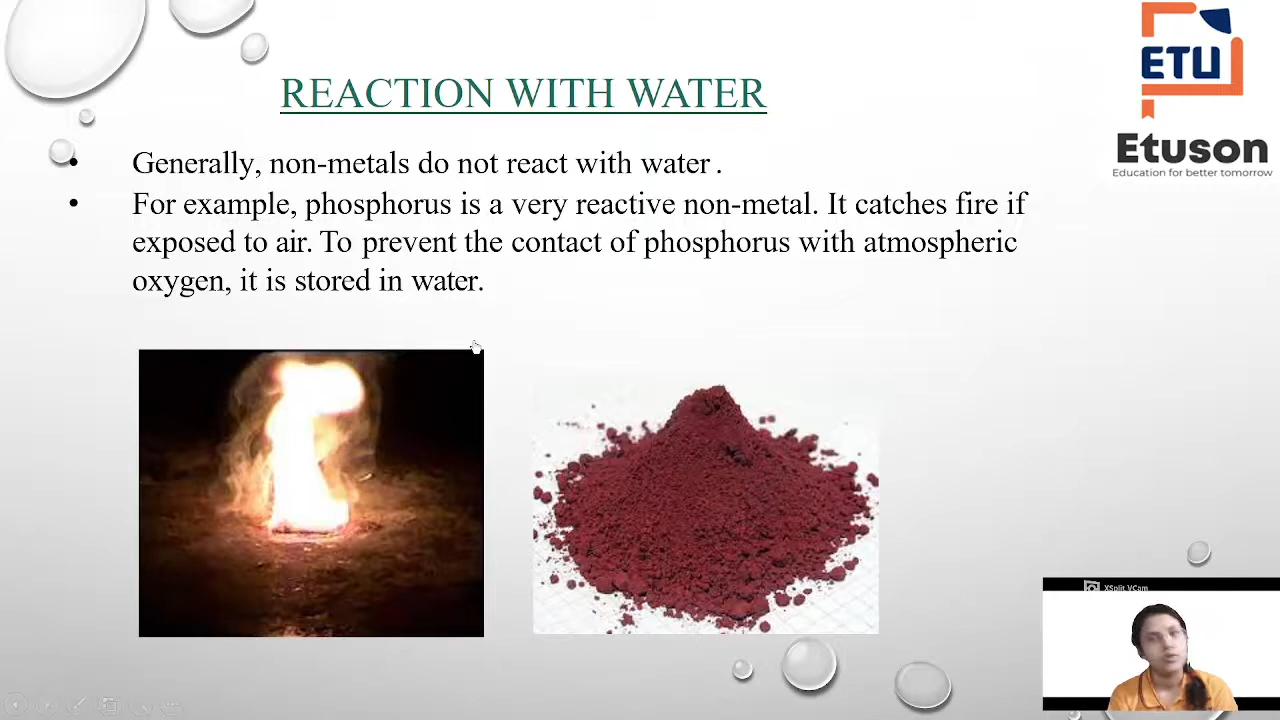 REACTION WITH WATER
• Generally, non-metals do not react with water .
• For example, phosphorus is a very reactive non-metal. It catches fire if
exposed to air. To prevent the contact of phosphorus with atmospheric
oxygen, it is stored in water.
ETU
Etuson
Education for better tomorrow
XSplit VCam